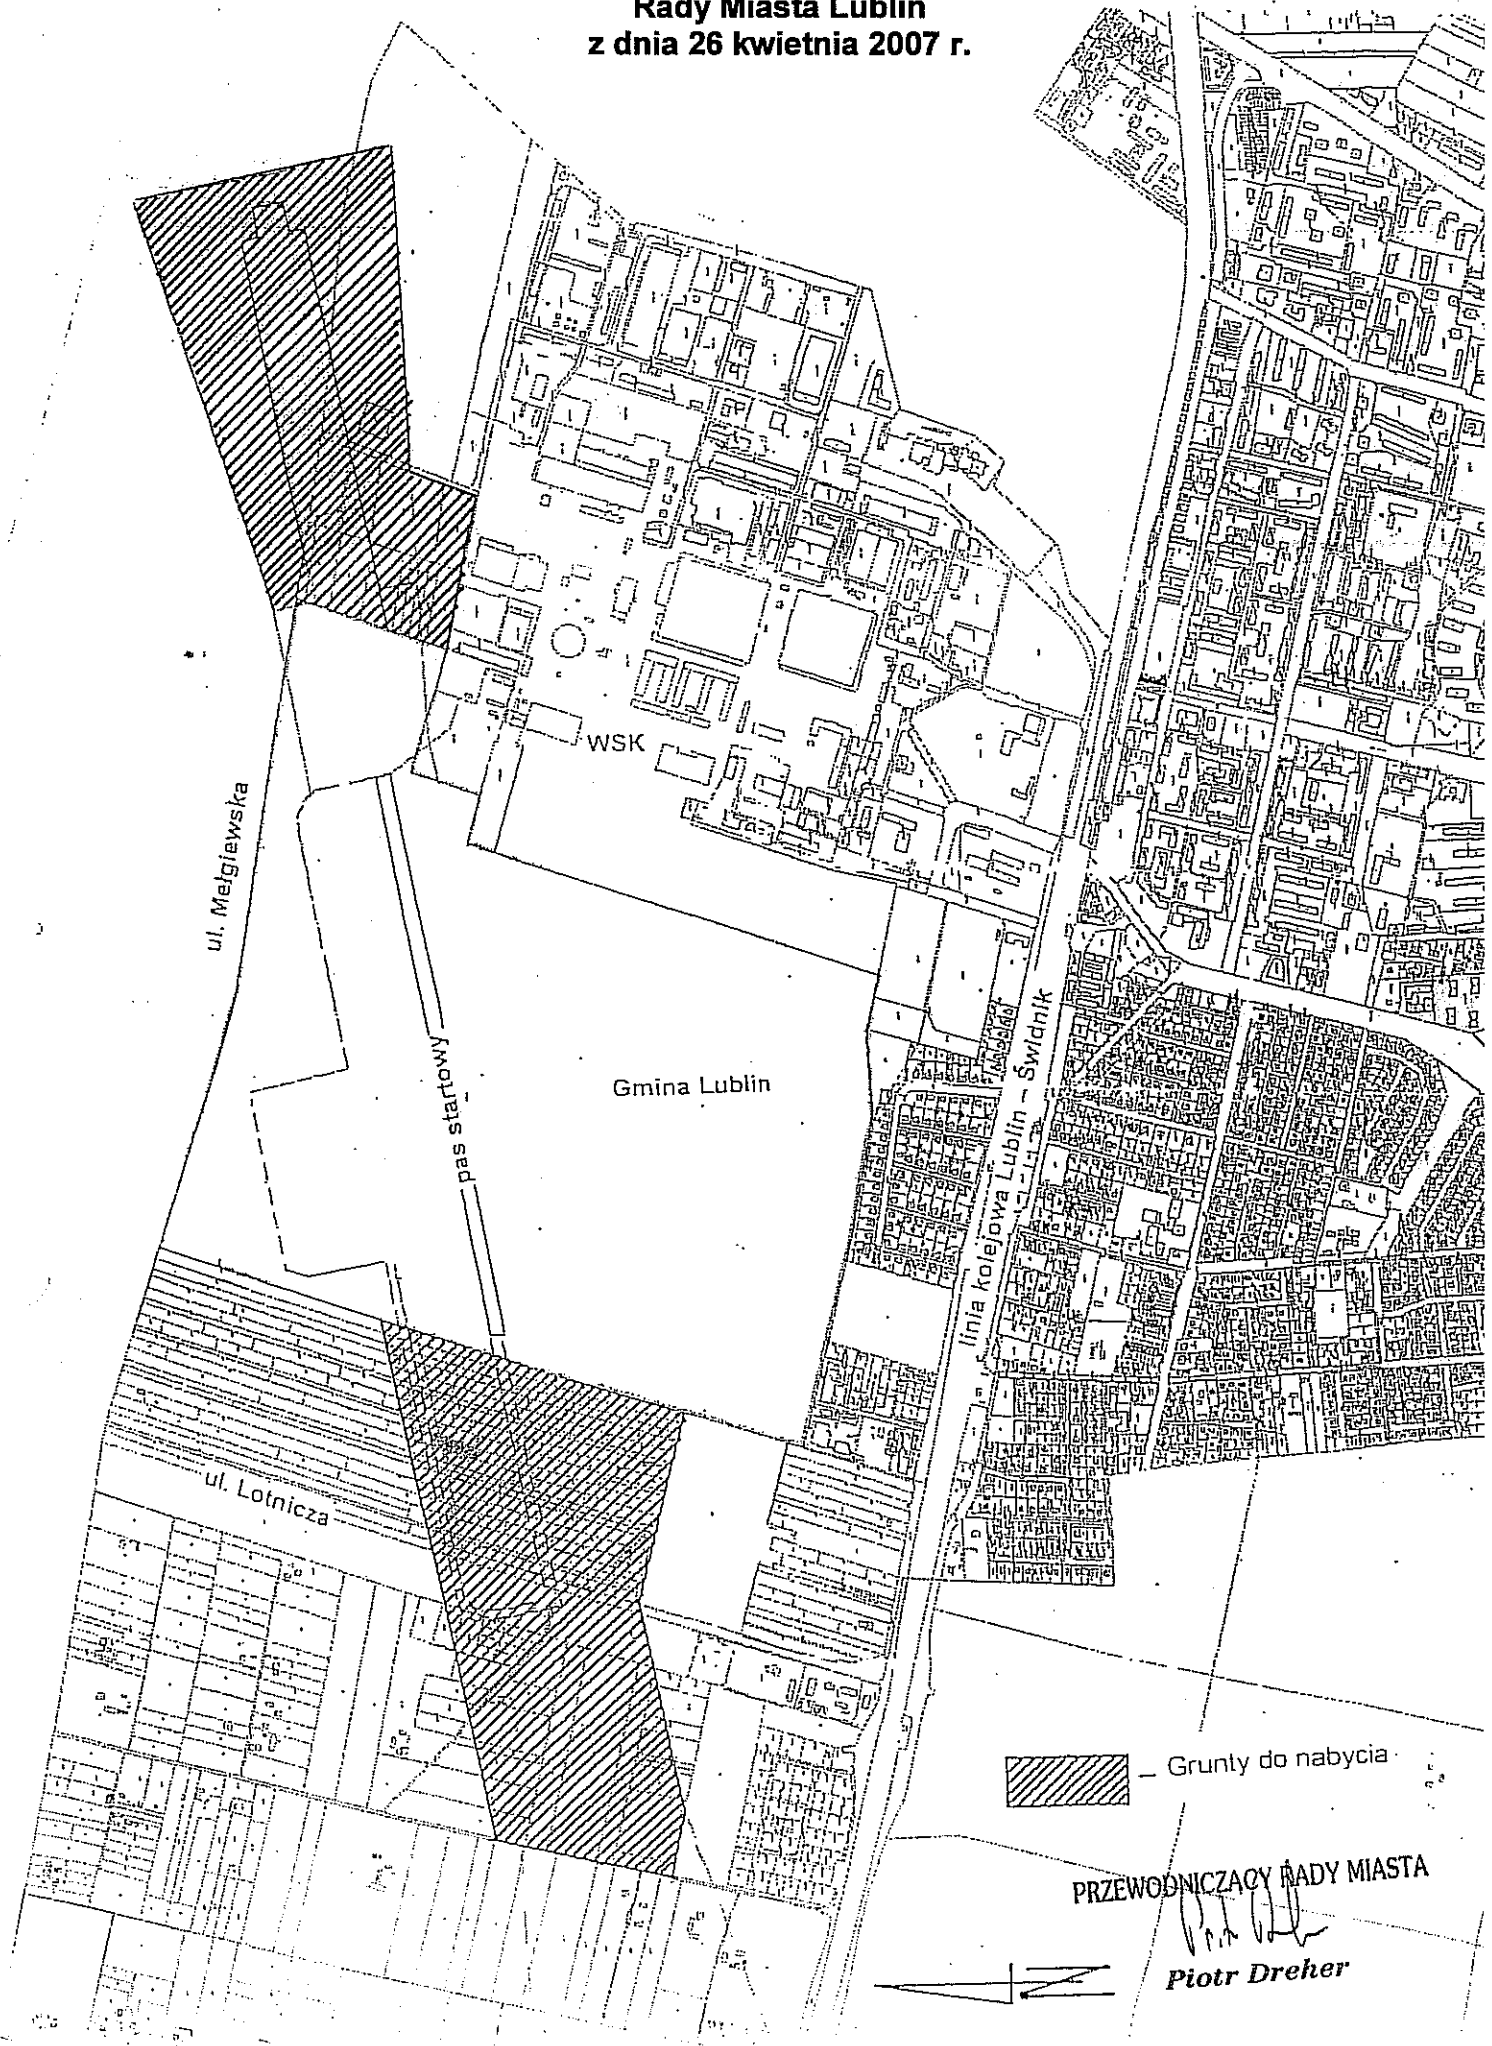 Rady Miasta Lublin
z dnia 26 kwietnia 2007 r.
WSK
ul. Mełgiewska
pas startowy
Gmina Lublin
linia kolejowa Lublin – Świdnik
ul. Lotnicza
– Grunty do nabycia
PRZEWODNICZĄCY RADY MIASTA
Piotr Dreher
N